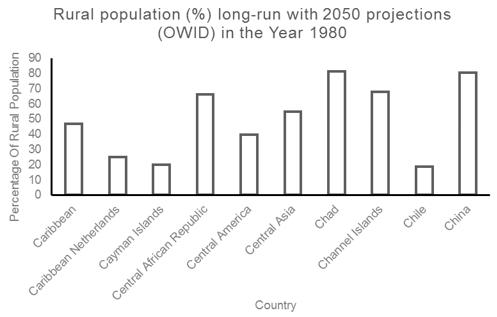 Rural population (%) long-run with 2050 projections
(OWID) in the Year 1980
Percentage Of Rural Population
90
80
70
60
50
40
30
20
10
0
Caribbean
Caribbean Netherlands
Cayman Islands
Central African Republic
Central America
Central Asia
Chad
Channel Islands
Chile
China
Country